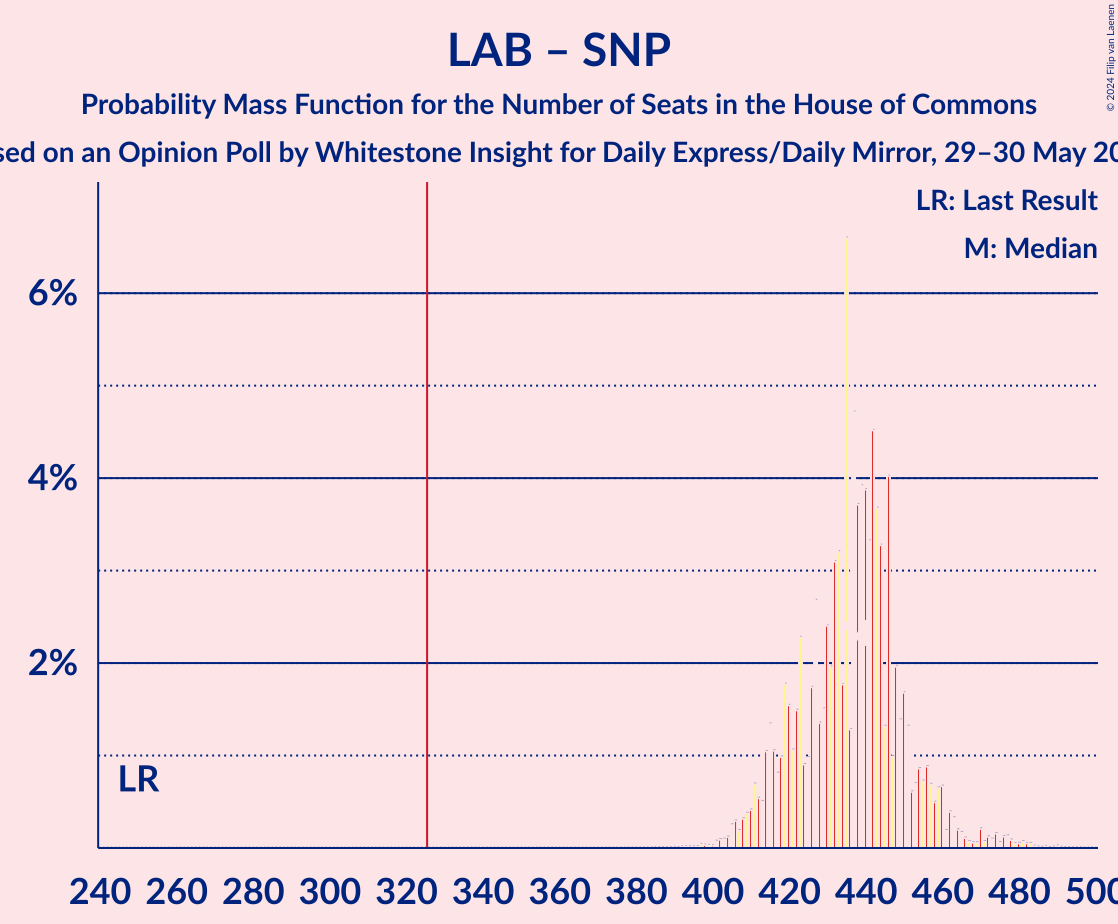 LAB – SNP
Probability Mass Function for the Number of Seats in the House of Commons
on an Opinion Poll by Whitestone Insight for Daily Express/Daily Mirror, 29–30 May
© 2024 Filip van Laenen
LR: Last Result
M: Median
6%
4%
2%
LR
240 260 280 300 320 340 360 380 400 420 440 460 480 500